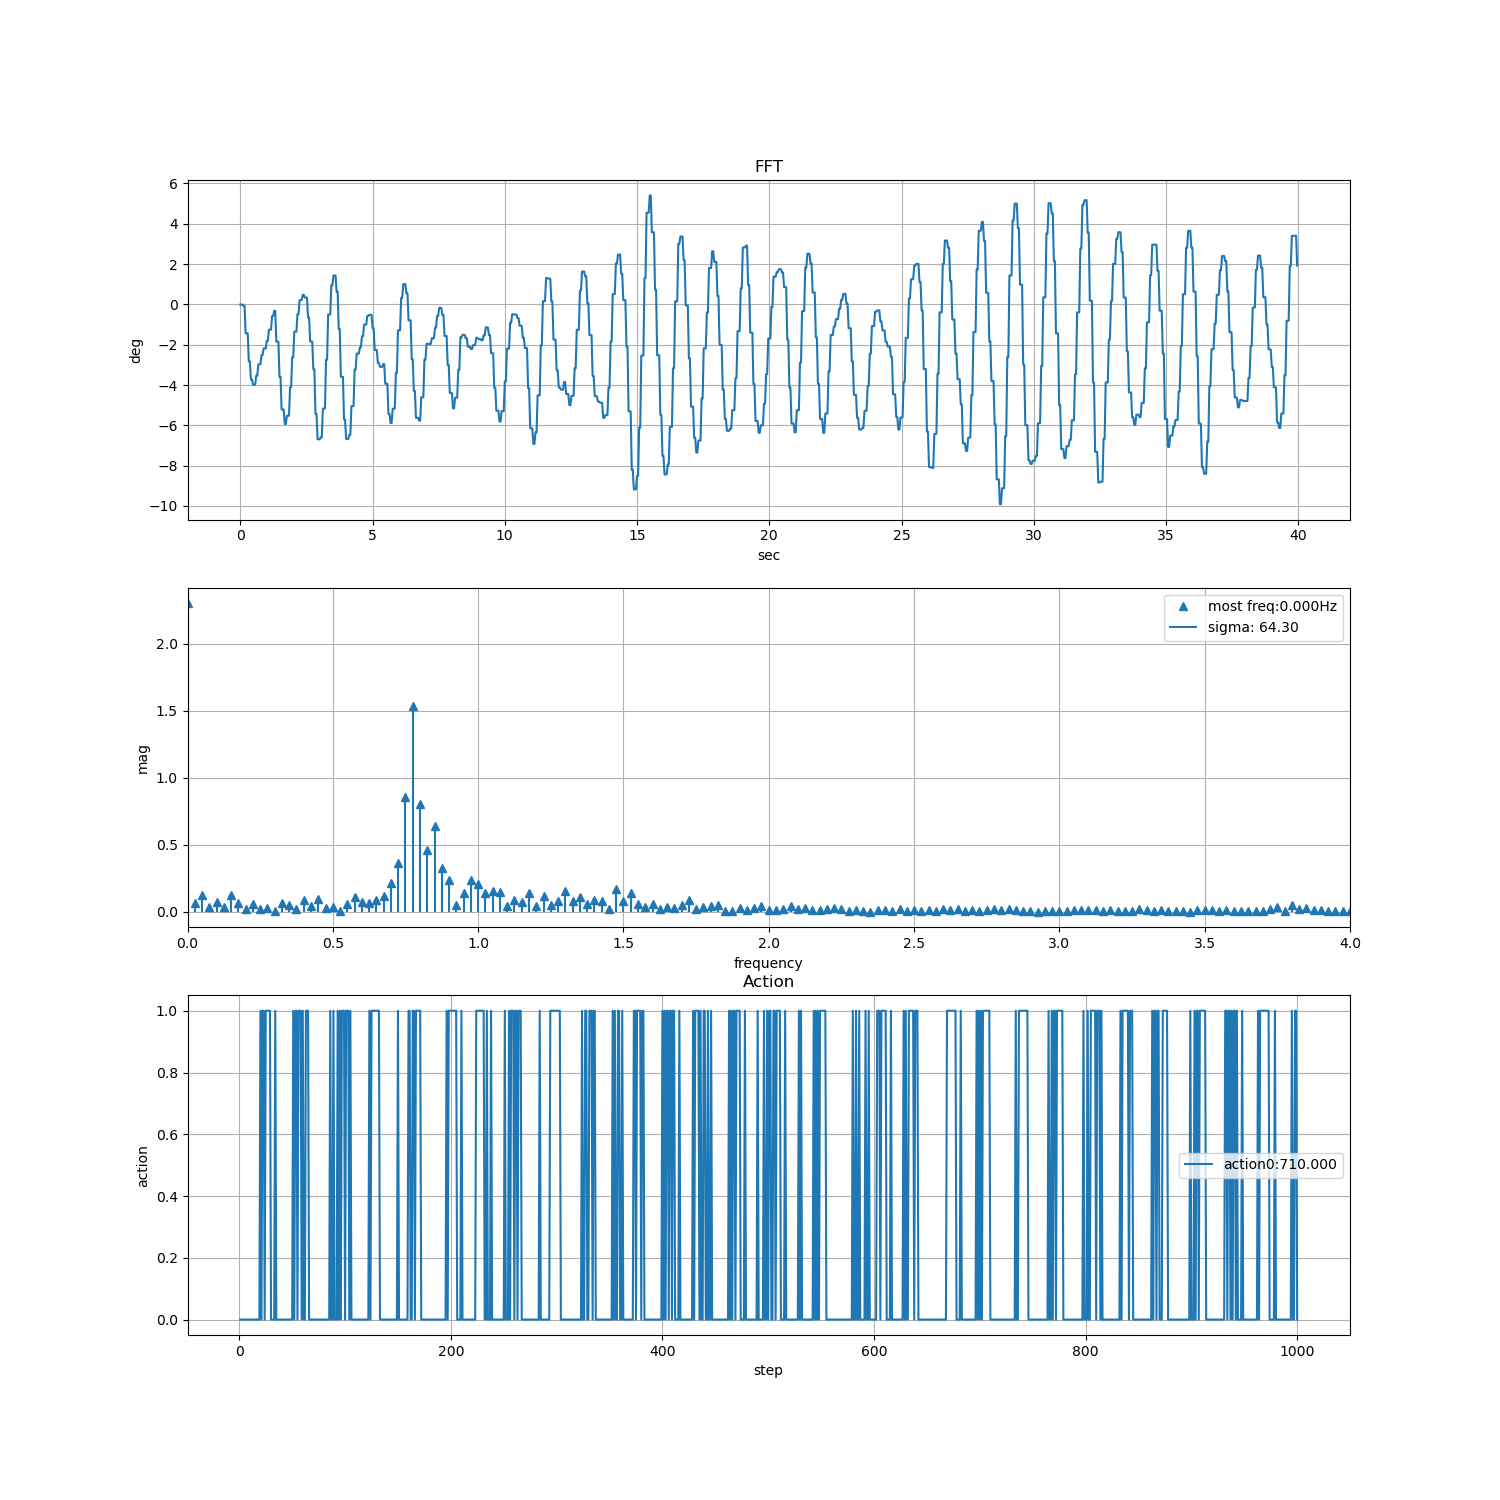 FFT
6
4
2
0
−2
−4
−6
−8
−10
deg
0 5 10 15 20 25 30 35 40
sec
most freq:0.000Hz
sigma: 64.30
2.0
1.5
1.0
0.5
0.0
mag
0.0 0.5 1.0 1.5 2.0 2.5 3.0 3.5 4.0
frequency
Action
1.0
0.8
0.6
0.4
0.2
0.0
action
action0:710.000
0 200 400 600 800 1000
step